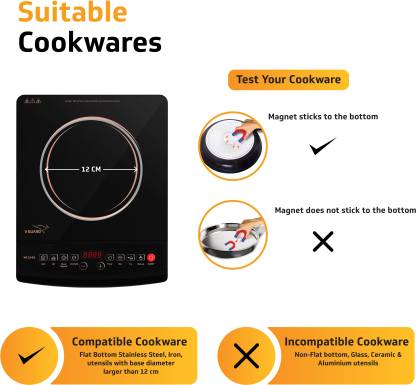 Suitable
Cookwares
Test Your Cookware
Magnet sticks to the bottom
12 CM
V-GUARD
Magnet does not stick to the bottom
Compatible Cookware
Flat Bottom Stainless Steel, Iron,
utensils with base diameter
larger than 12 cm
Incompatible Cookware
Non-Flat bottom, Glass, Ceramic &
Aluminium utensils